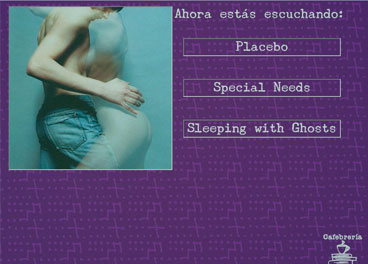 Ahora estás escuchando:
Placebo
Special Needs
Sleeping with Ghosts
Cafebrería